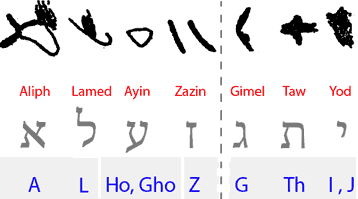 Aliph Lamed Ayin Zazin Gimel Taw Yod
א ל ע ז ג ת י
A L Ho, Gho Z G Th I , J